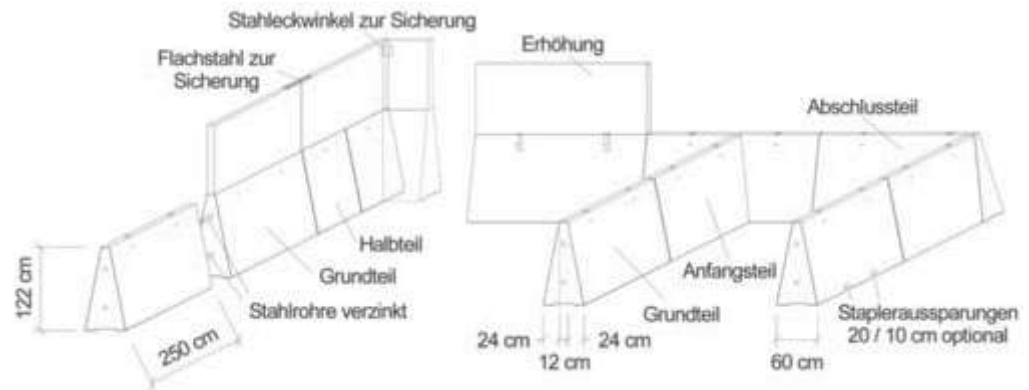 Stahleckwinkel zur Sicherung
Flachstahl zur
Sicherung
Halbteil
Grundteil
Stahlrohre verzinkt
122 cm
250 cm
Erhöhung
Abschlussteil
Anfangsteil
Grundteil
Stapleraussparungen
20 / 10 cm optional
24 cm
24 cm
12 cm
60 cm